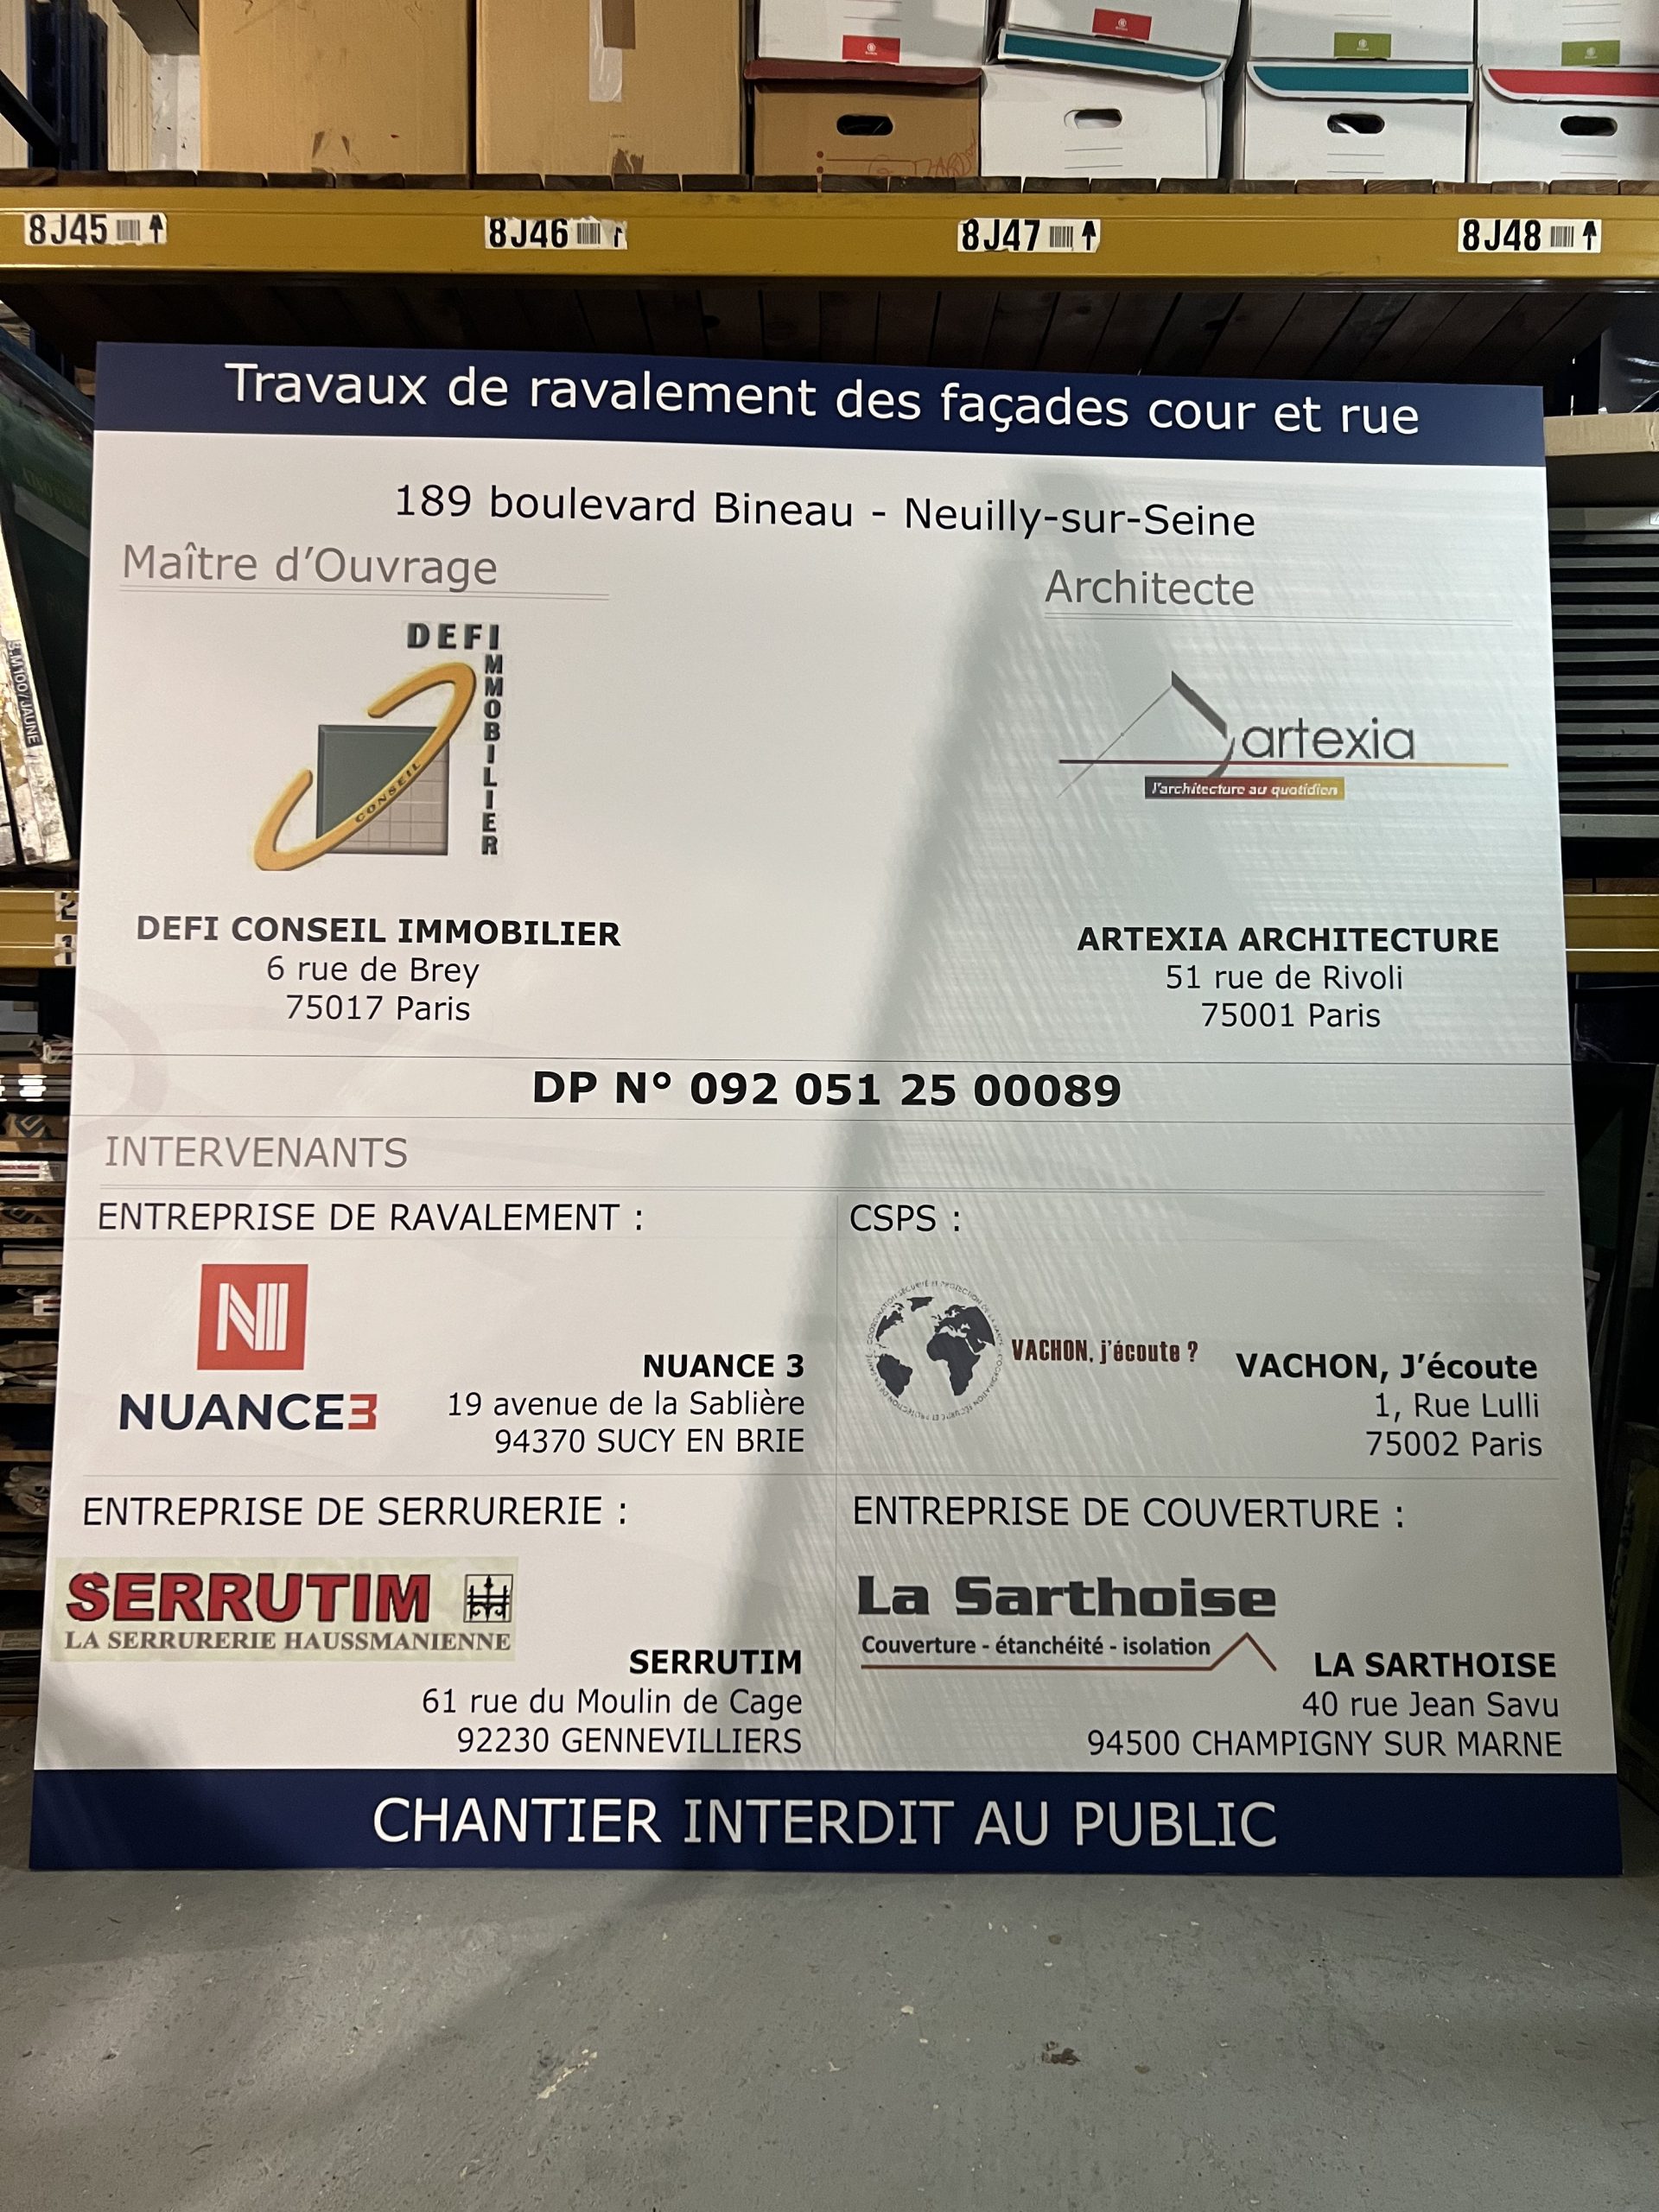 8J45
8J46
8J47
8J48
Travaux de ravalement des façades cour et rue
189 boulevard Bineau - Neuilly-sur-Seine
Maître d’Ouvrage
Architecte
DEFI
IMMOBILIER
CONSEIL
artexia
l'architecture au quotidien
DEFI CONSEIL IMMOBILIER
6 rue de Brey
75017 Paris
ARTEXIA ARCHITECTURE
51 rue de Rivoli
75001 Paris
DP N° 092 051 25 00089
INTERVENANTS
ENTREPRISE DE RAVALEMENT :
NUANCE3
NUANCE 3
19 avenue de la Sablière
94370 SUCY EN BRIE
CSPS :
VACHON, j'écoute ?
VACHON, J’écoute
1, Rue Lulli
75002 Paris
ENTREPRISE DE SERRURERIE :
SERRUTIM
LA SERRURERIE HAUSSMANIENNE
SERRUTIM
61 rue du Moulin de Cage
92230 GENNEVILLIERS
ENTREPRISE DE COUVERTURE :
La Sarthoise
Couverture - étanchéité - isolation
LA SARTHOISE
40 rue Jean Savu
94500 CHAMPIGNY SUR MARNE
CHANTIER INTERDIT AU PUBLIC